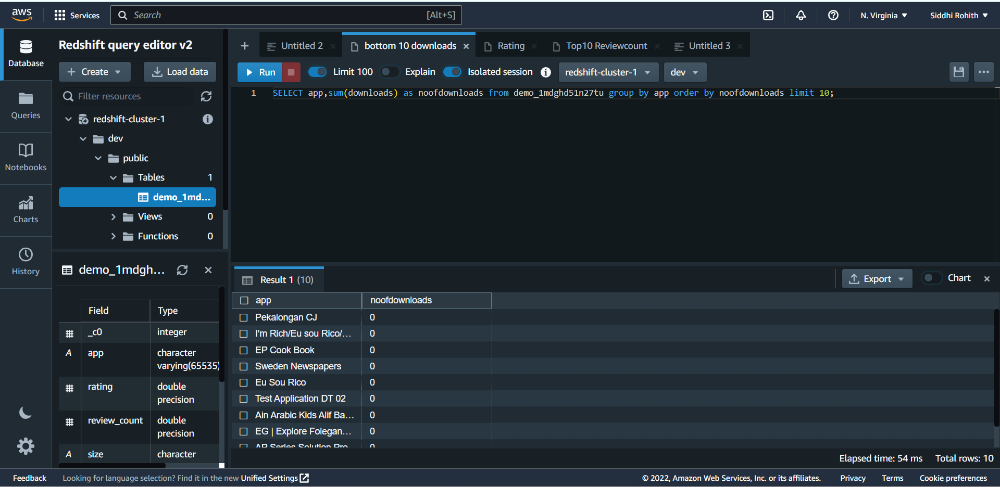 aws
Services
Search
[Alt+S]
N. Virginia
Siddhi Rohith
Database
Queries
Notebooks
Charts
History
Redshift query editor v2
Create
Load data
Filter resources
redshift-cluster-1
dev
public
Tables 1
demo_1md...
Views 0
Functions 0
demo_1mdgh...
Field Type
_c0 integer
app character varying(65535)
rating double precision
review_count double precision
size character
Untitled 2
bottom 10 downloads
Rating
Top10 Reviewcount
Untitled 3
Run
Limit 100
Explain
Isolated session
redshift-cluster-1
dev
1 SELECT app,sum(downloads) as noofdownloads from demo_1mdghd51n27tu group by app order by noofdownloads limit 10;
Result 1 (10)
Export
Chart
app noofdownloads
Pekalongan CJ 0
I'm Rich/Eu sou Rico/... 0
EP Cook Book 0
Sweden Newspapers 0
Eu Sou Rico 0
Test Application DT 02 0
Ain Arabic Kids Alif Ba... 0
EG | Explore Folegan... 0
AP Series Solution Pro 0
Elapsed time: 54 ms Total rows: 10
Feedback
Looking for language selection? Find it in the new Unified Settings
© 2022, Amazon Web Services, Inc. or its affiliates.
Privacy
Terms
Cookie preferences